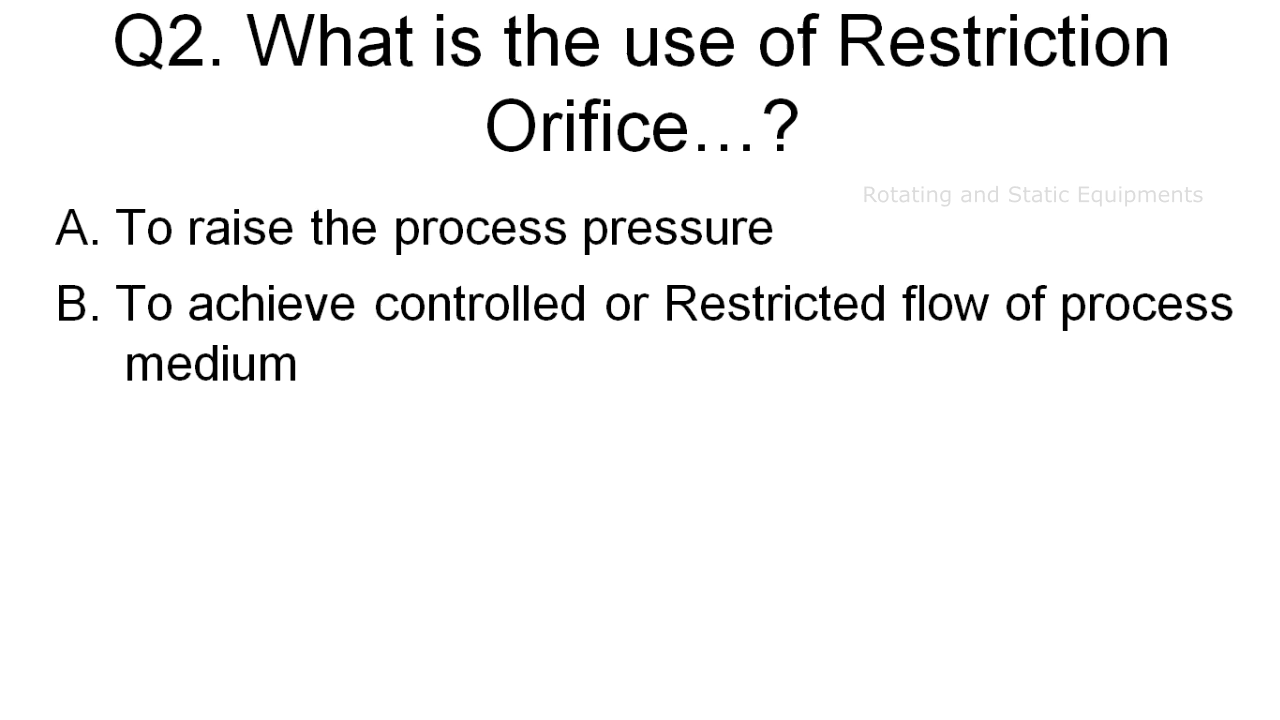 Q2. What is the use of Restriction
Orifice...?
Rotating and Static Equipments
A. To raise the process pressure
B. To achieve controlled or Restricted flow of process
medium